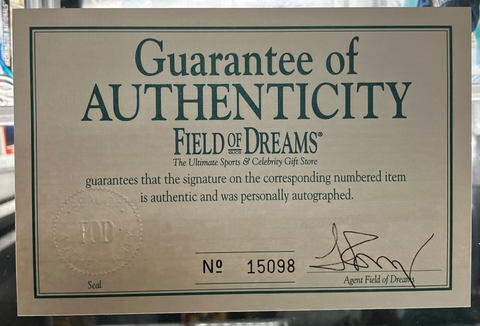 Guarantee of
AUTHENTICITY
FIELD OF DREAMS®
The Ultimate Sports & Celebrity Gift Store
guarantees that the signature on the corresponding numbered item
is authentic and was personally autographed.
FOD
Nº 15098
Seal
Agent Field of Dreams